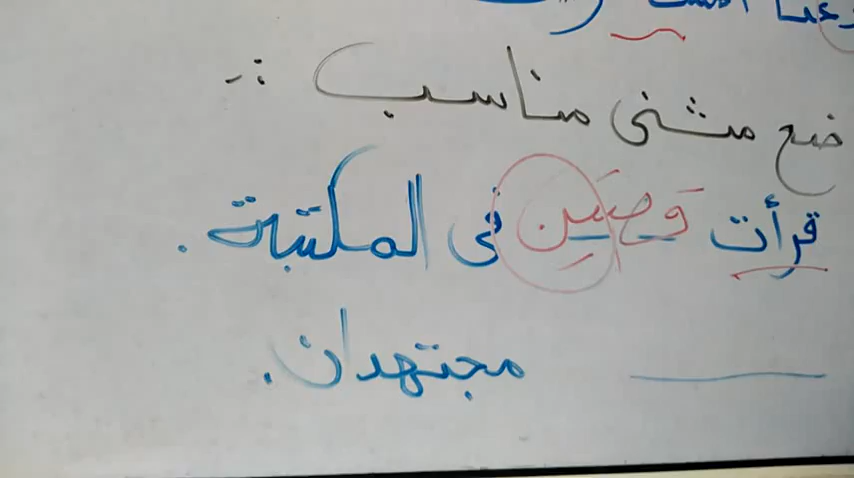 ضع مثنى مناسب :-
قرأت قصتين في المكتبة .
مجتهدان .